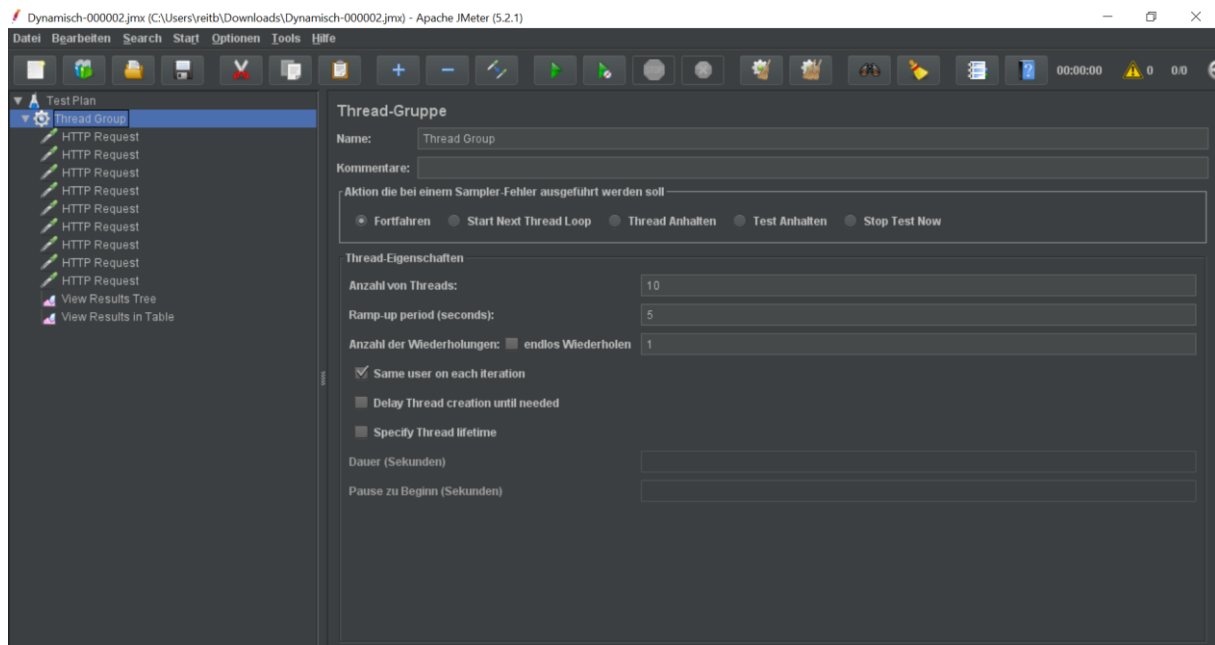 Dynamisch-000002.jmx (C:\Users\reitb\Downloads\Dynamisch-000002.jmx) - Apache JMeter (5.2.1)
Datei Bearbeiten Search Start Optionen Tools Hilfe
00:00:00 0 0/0
Test Plan
Thread Group
HTTP Request
HTTP Request
HTTP Request
HTTP Request
HTTP Request
HTTP Request
HTTP Request
HTTP Request
HTTP Request
View Results Tree
View Results in Table
Thread-Gruppe
Name: Thread Group
Kommentare:
Aktion die bei einem Sampler-Fehler ausgeführt werden soll
Fortfahren Start Next Thread Loop Thread Anhalten Test Anhalten Stop Test Now
Thread-Eigenschaften
Anzahl von Threads: 10
Ramp-up period (seconds): 5
Anzahl der Wiederholungen: endlos Wiederholen 1
Same user on each iteration
Delay Thread creation until needed
Specify Thread lifetime
Dauer (Sekunden)
Pause zu Beginn (Sekunden)